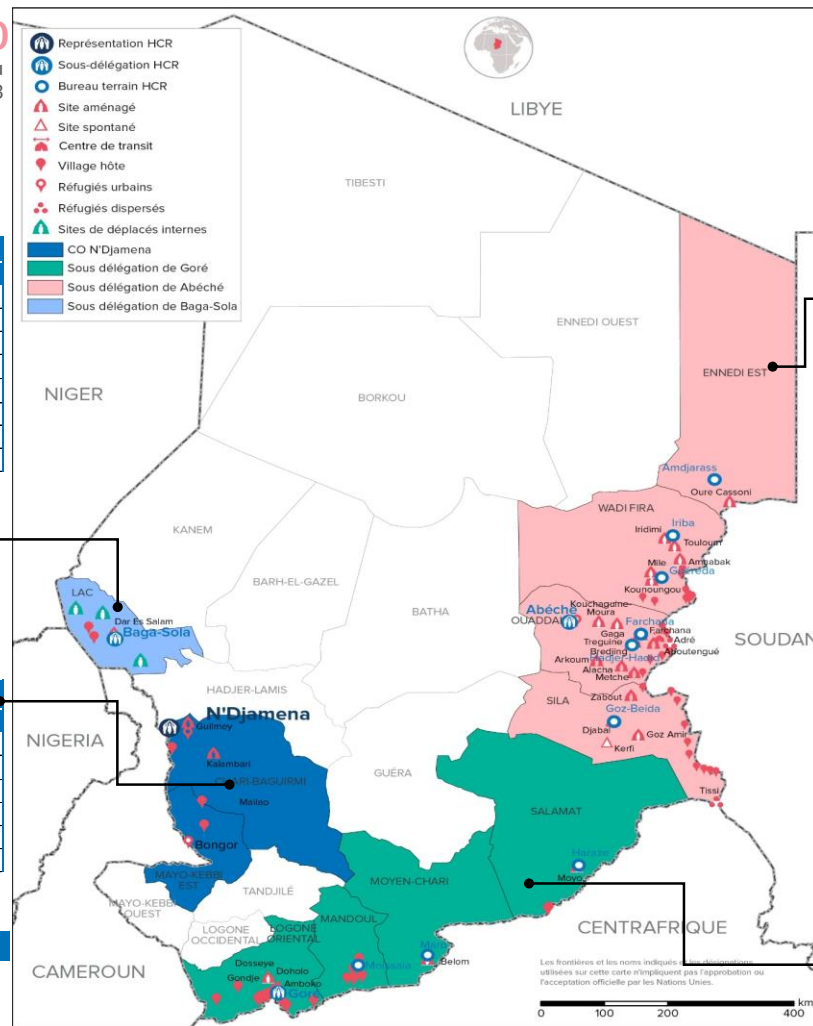 Représentation HCR
Sous-délégation HCR
Bureau terrain HCR
Site aménagé
Site spontané
Centre de transit
Village hôte
Réfugiés urbains
Réfugiés dispersés
Sites de déplacés internes
CO N'Djamena
Sous délégation de Goré
Sous délégation de Abéché
Sous délégation de Baga-Sola
LIBYE
TIBESTI
ENNEDI OUEST
ENNEDI EST
NIGER
BORKOU
Amdjarass
Oure Cassoni
WADI FIRA
KANEM
Iriba
Iridimi
Touloum
BARH-EL-GAZEL
Mile
Amnabak
Guéréda
Kounoungou
LAC
BATHA
Dar Es Salam
Baga-Sola
Kouchaguine
Moura
Abéché
OUADDAI
Farchana
Gaga
Farchana
Treguine
Adré
SOUDAN
Bredjing
Aboutengué
Hadjer-Hadid
Arkoum
Alacha
Metche
HADJER-LAMIS
SILA
Zabout
N'Djamena
Goz-Beida
Guilmey
NIGERIA
Djabal
Goz Amir
Kerfi
Kalambari
CHARI-BAGUIRMI
GUÉRA
Tissi
Mailao
SALAMAT
Bongor
Haraze
MAYO-KEBBI
EST
TANDJILÉ
MOYEN-CHARI
Moyo
MAYO-KEBBI
OUEST
MANDOUL
LOGONE
OCCIDENTAL
LOGONE
ORIENTAL
CENTRAFRIQUE
Dosseye
Doholo
Maro
Belom
CAMEROUN
Gondje
Amboko
Moissala
Goré
Les frontières et les noms indiqués et les désignations
utilisées sur cette carte n'impliquent pas l'approbation ou
l'acceptation officielle par les Nations Unies.
km
0 100 200 400